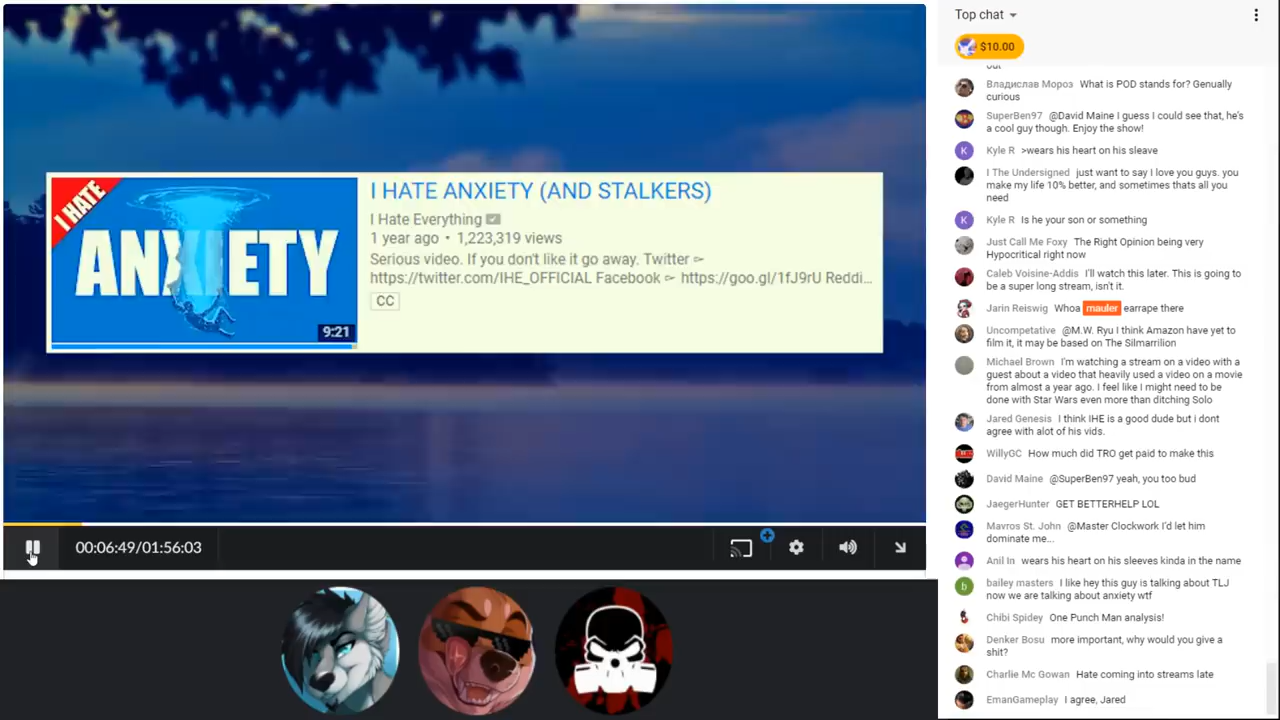 I HATE
ANXIETY
9:21
I HATE ANXIETY (AND STALKERS)
I Hate Everything
1 year ago • 1,223,319 views
Serious video. If you don't like it go away. Twitter ➣
https://twitter.com/IHE_OFFICIAL Facebook ➣ https://goo.gl/1fJ9rU Reddi...
CC
00:06:49/01:56:03
Top chat
$10.00
out
Владислав Мороз What is POD stands for? Genually
curious
SuperBen97 @David Maine I guess I could see that, he's
a cool guy though. Enjoy the show!
K
Kyle R >wears his heart on his sleave
I The Undersigned just want to say I love you guys. you
make my life 10% better, and sometimes thats all you
need
K
Kyle R Is he your son or something
Just Call Me Foxy The Right Opinion being very
Hypocritical right now
Caleb Voisine-Addis I'll watch this later. This is going to
be a super long stream, isn't it.
Jarin Reiswig Whoa mauler earrape there
Uncompetative @M.W. Ryu I think Amazon have yet to
film it, it may be based on The Silmarrilion
Michael Brown I'm watching a stream on a video with a
guest about a video that heavily used a video on a movie
from almost a year ago. I feel like I might need to be
done with Star Wars even more than ditching Solo
Jared Genesis I think IHE is a good dude but i dont
agree with alot of his vids.
WillyGC How much did TRO get paid to make this
David Maine @SuperBen97 yeah, you too bud
JaegerHunter GET BETTERHELP LOL
Mavros St. John @Master Clockwork I'd let him
dominate me...
Anil In wears his heart on his sleeves kinda in the name
b
bailey masters I like hey this guy is talking about TLJ
now we are talking about anxiety wtf
Chibi Spidey One Punch Man analysis!
Denker Bosu more important, why would you give a
shit?
Charlie Mc Gowan Hate coming into streams late
EmanGameplay I agree, Jared